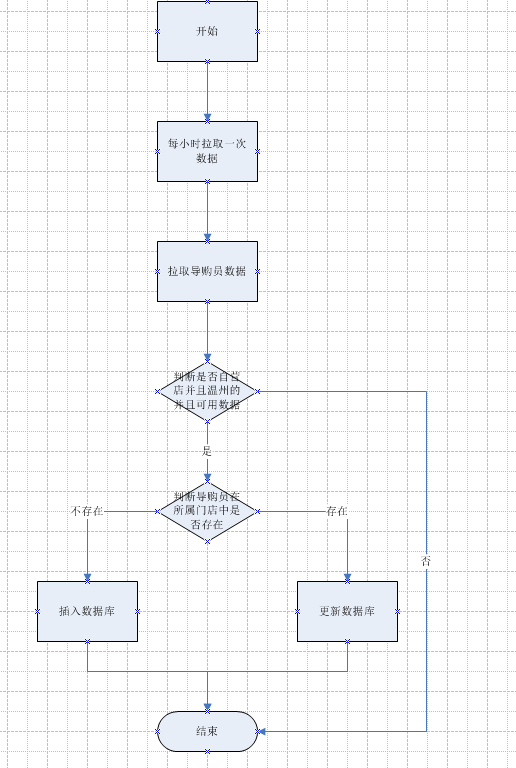 开始
每小时拉取一次
数据
拉取导购员数据
判断是否自营
店并且温州的
并且可用数据
是
判断导购员在
所属门店中是
否存在
不存在
存在
否
插入数据库
更新数据库
结束